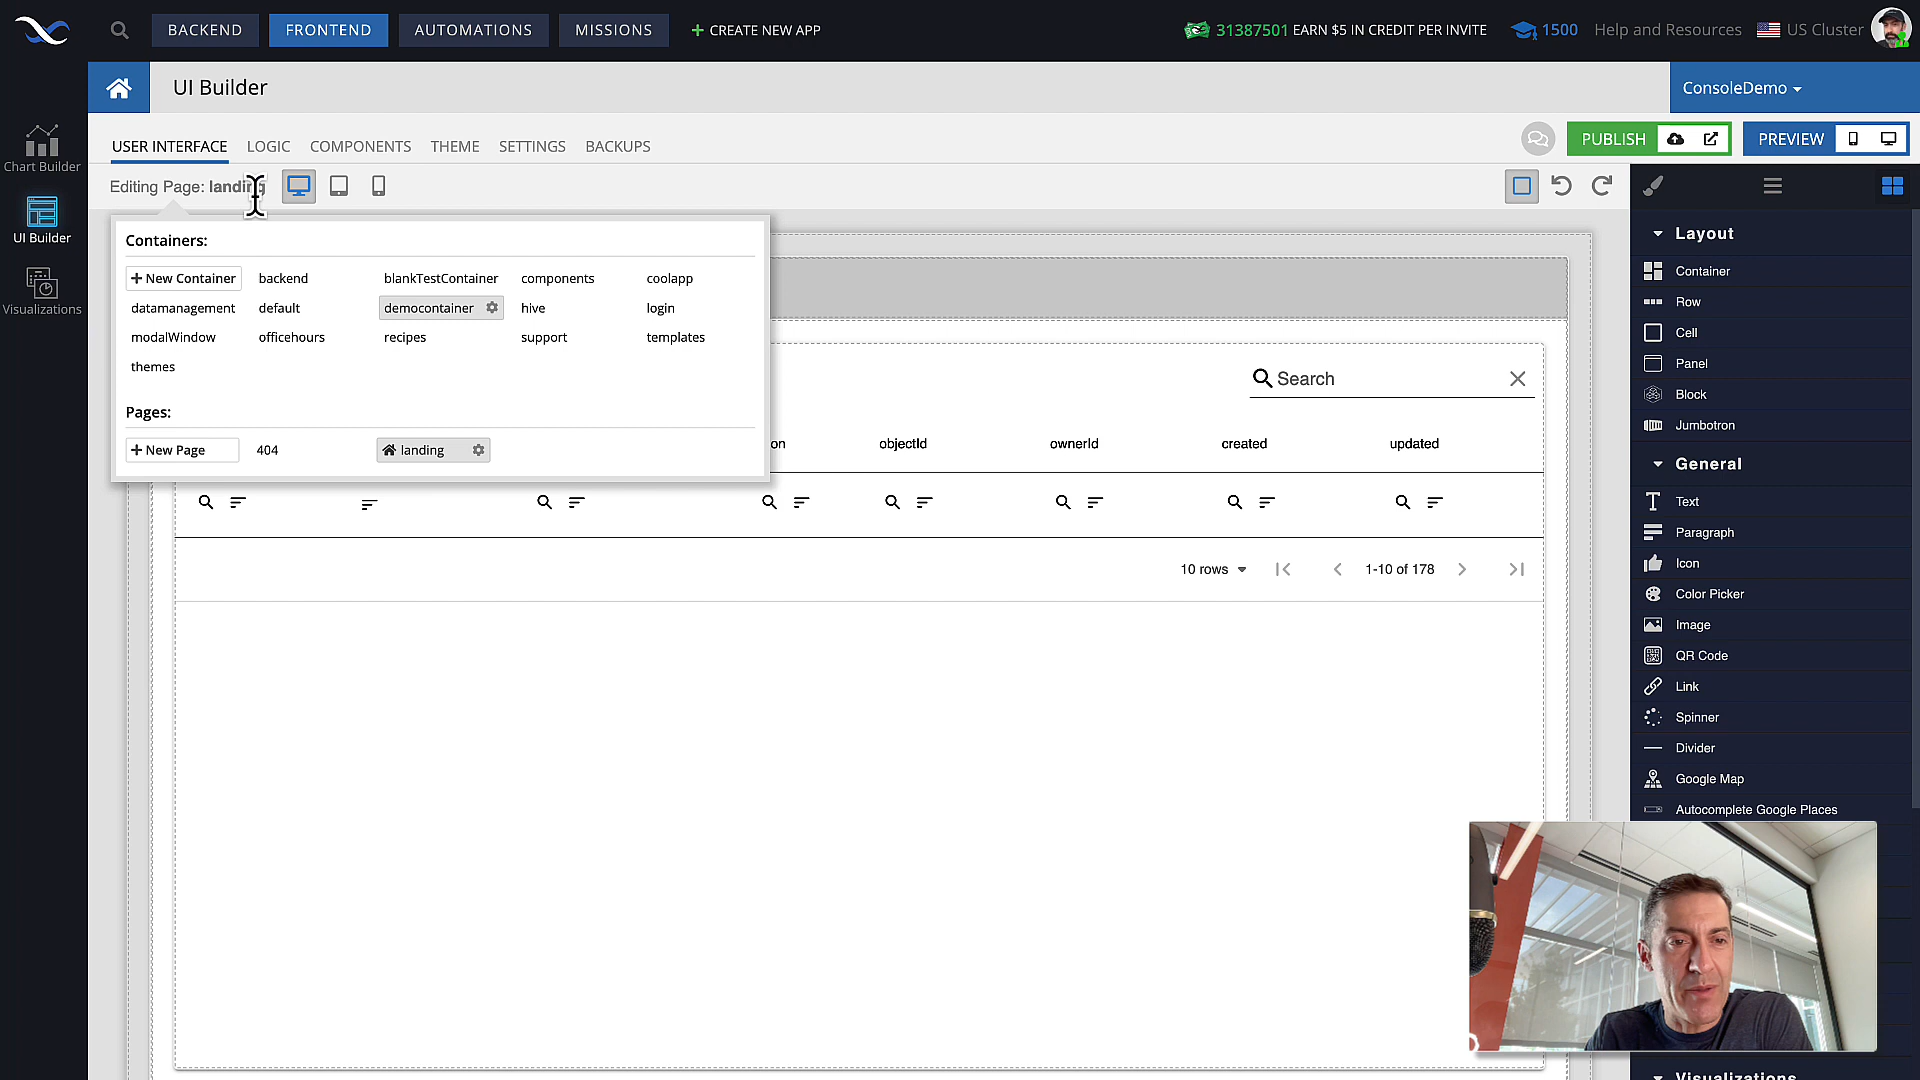 BACKEND FRONTEND AUTOMATIONS MISSIONS + CREATE NEW APP 31387501 EARN $5 IN CREDIT PER INVITE 1500 Help and Resources US Cluster
UI Builder ConsoleDemo
USER INTERFACE LOGIC COMPONENTS THEME SETTINGS BACKUPS PUBLISH PREVIEW
Chart Builder
UI Builder
Visualizations
Editing Page: landing
Containers:
+ New Container backend blankTestContainer components coolapp
datamanagement default democontainer hive login
modalWindow officehours recipes support templates
themes
Pages:
+ New Page 404 landing
Search
on objectId ownerId created updated
10 rows 1-10 of 178
Layout
Container
Row
Cell
Panel
Block
Jumbotron
General
Text
Paragraph
Icon
Color Picker
Image
QR Code
Link
Spinner
Divider
Google Map
Autocomplete Google Places
Visualizations